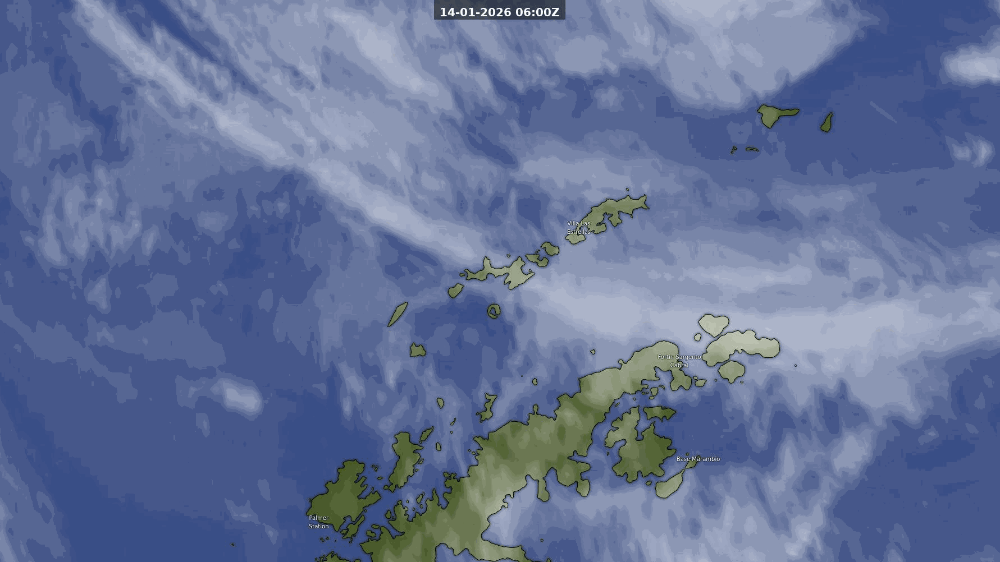 14-01-2026 06:00Z
Villa Las
Estrellas
Fortin Sargento
Cabral
Base Marambio
Palmer
Station